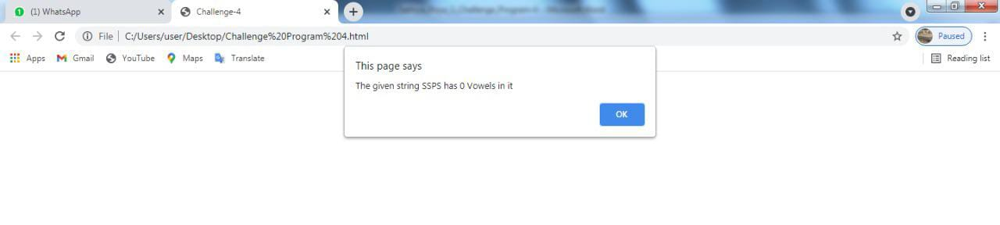 (1) WhatsApp
Challenge-4
File
C:/Users/user/Desktop/Challenge%20Program%204.html
Paused
Apps
Gmail
YouTube
Maps
Translate
Reading list
This page says
The given string SSPS has 0 Vowels in it
OK